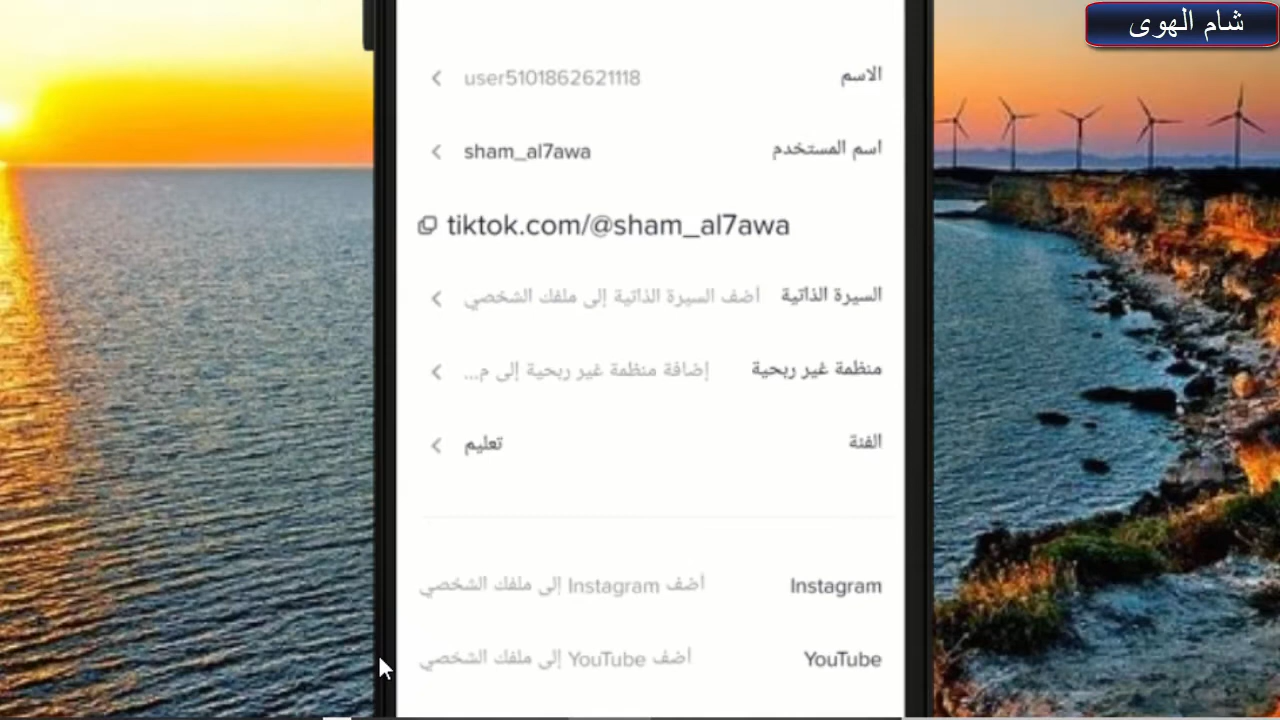 شام الهوى
الاسم user5101862621118
اسم المستخدم sham_al7awa
tiktok.com/@sham_al7awa
السيرة الذاتية أضف السيرة الذاتية إلى ملفك الشخصي
منظمة غير ربحية إضافة منظمة غير ربحية إلى م...
الفئة تعليم
Instagram أضف Instagram إلى ملفك الشخصي
YouTube أضف YouTube إلى ملفك الشخصي